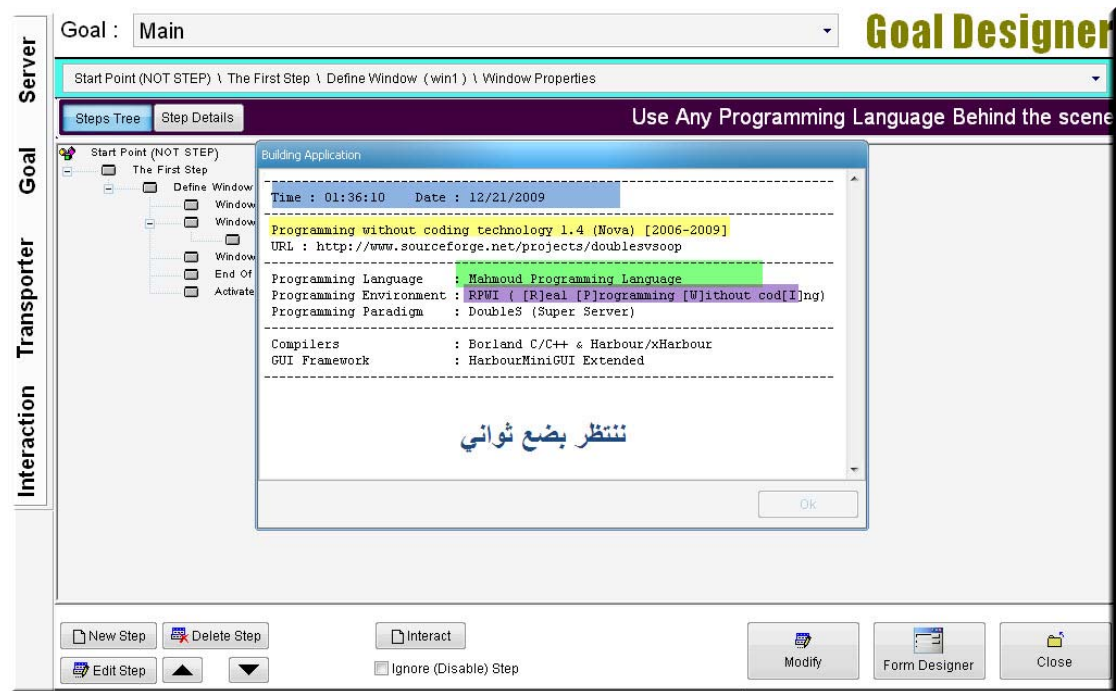 Goal : Main
Goal Designer
Start Point (NOT STEP) \ The First Step \ Define Window ( win1 ) \ Window Properties
Steps Tree Step Details
Use Any Programming Language Behind the scene
Server
Goal
Transporter
Interaction
Start Point (NOT STEP)
The First Step
Define Window
Window
Window
Window
End Of
Activate
Building Application
Time : 01:36:10 Date : 12/21/2009
Programming without coding technology 1.4 (Nova) [2006-2009]
URL : http://www.sourceforge.net/projects/doublesvsoop
Programming Language : Mahmoud Programming Language
Programming Environment : RPWI ( [R]eal [P]rogramming [W]ithout cod[I]ng)
Programming Paradigm : DoubleS (Super Server)
Compilers : Borland C/C++ & Harbour/xHarbour
GUI Framework : HarbourMiniGUI Extended
ننتظر بضع ثواني
Ok
New Step Delete Step Interact
Edit Step Ignore (Disable) Step
Modify Form Designer Close